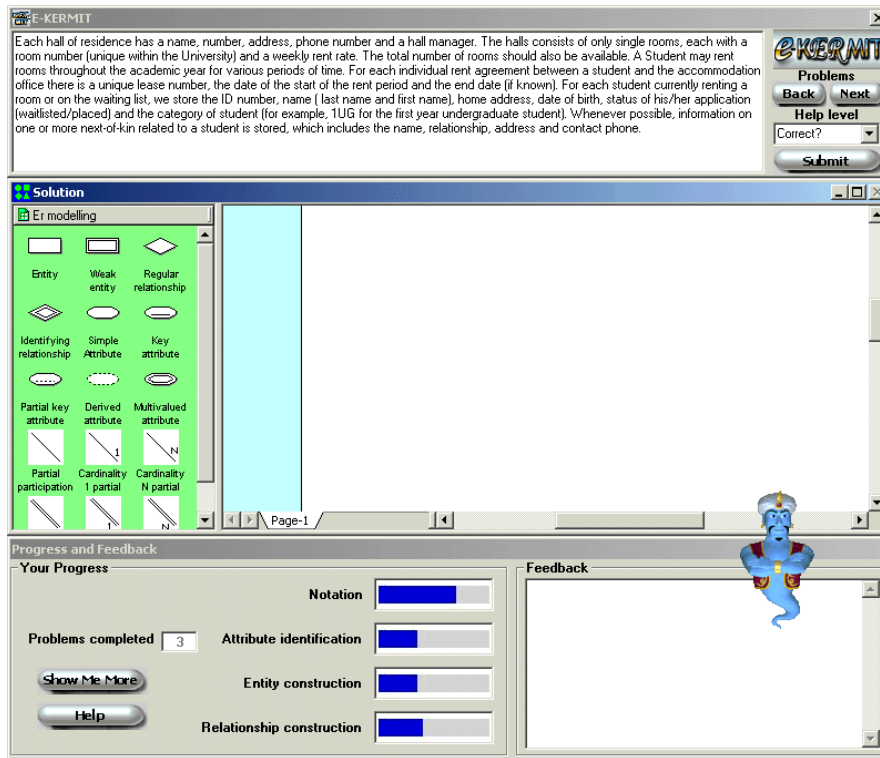 E-KERMIT
Each hall of residence has a name, number, address, phone number and a hall manager. The halls consists of only single rooms, each with a
room number (unique within the University) and a weekly rent rate. The total number of rooms should also be available. A Student may rent
rooms throughout the academic year for various periods of time. For each individual rent agreement between a student and the accommodation
office there is a unique lease number, the date of the start of the rent period and the end date (if known). For each student currently renting a
room or on the waiting list, we store the ID number, name ( last name and first name), home address, date of birth, status of his/her application
(waitlisted/placed) and the category of student (for example, 1UG for the first year undergraduate student). Whenever possible, information on
one or more next-of-kin related to a student is stored, which includes the name, relationship, address and contact phone.
e-KERMIT
Problems
Back Next
Help level
Correct?
Submit
Solution
Er modelling
Entity Weak entity Regular relationship
Identifying relationship Simple Attribute Key attribute
Partial key attribute Derived attribute Multivalued attribute
1 N
Partial participation Cardinality 1 partial Cardinality N partial
1 N
Page-1
Progress and Feedback
Your Progress
Notation
Problems completed 3
Attribute identification
Show Me More
Entity construction
Help
Relationship construction
Feedback